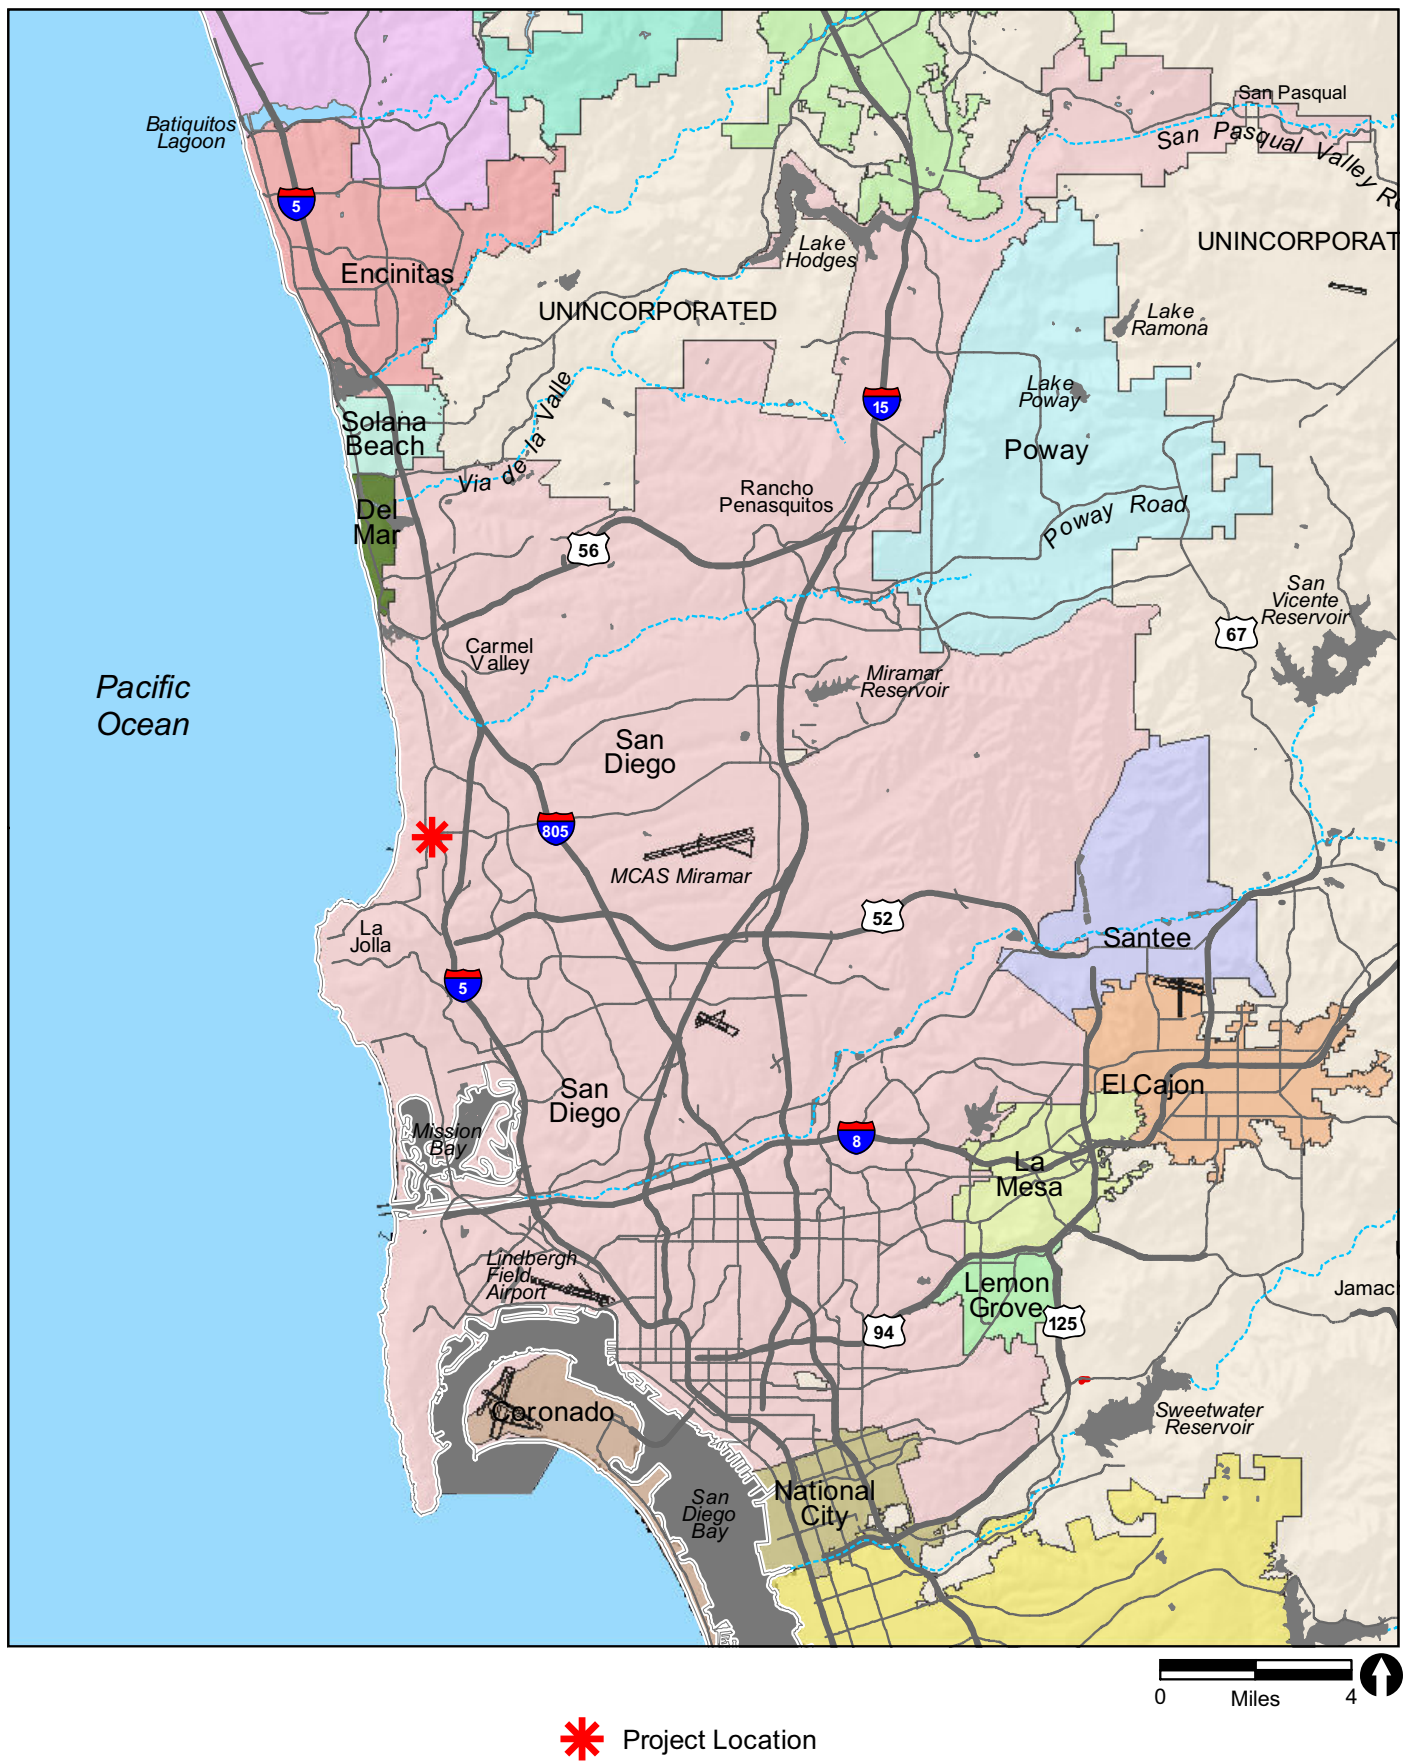 San Pasqual
Batiquitos
Lagoon
San Pasqual Valley
5
UNINCORPORAT
Lake
Hodges
Encinitas
UNINCORPORATED
Lake
Ramona
Lake
Poway
15
Solana
Beach
Via de la Valle
Poway
Rancho
Penasquitos
Del
Mar
Poway Road
56
San
Vicente
Reservoir
67
Carmel
Valley
Miramar
Reservoir
Pacific
Ocean
San
Diego
805
MCAS Miramar
52
La
Jolla
Santee
5
San
Diego
El Cajon
Mission
Bay
8
La
Mesa
Lindbergh
Field
Airport
Lemon
Grove
Jamac
94
125
Coronado
Sweetwater
Reservoir
San
Diego
Bay
National
City
0 Miles 4
Project Location